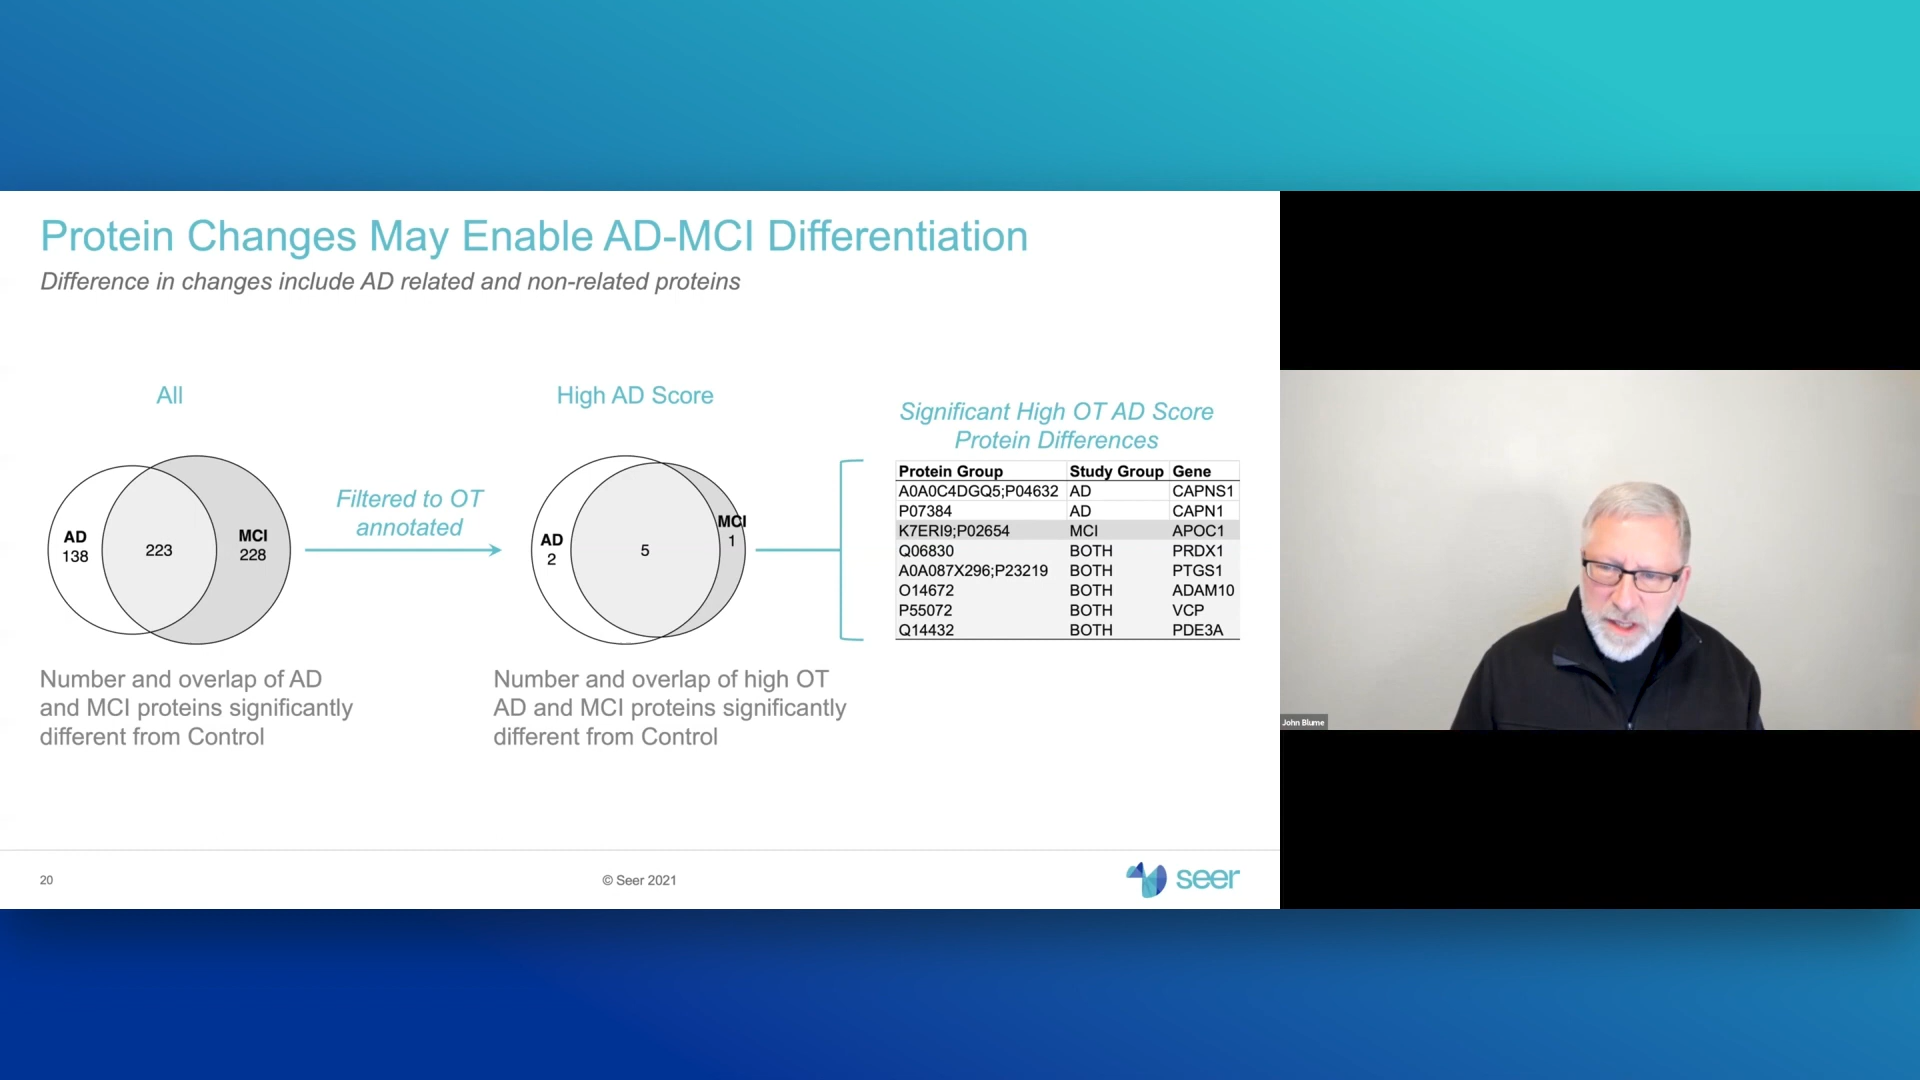 Protein Changes May Enable AD-MCI Differentiation
Difference in changes include AD related and non-related proteins
All
AD
138
223
MCI
228
Number and overlap of AD
and MCI proteins significantly
different from Control
Filtered to OT
annotated
High AD Score
AD
2
5
MCI
1
Number and overlap of high OT
AD and MCI proteins significantly
different from Control
Significant High OT AD Score
Protein Differences
Protein Group Study Group Gene
A0A0C4DGQ5;P04632 AD CAPNS1
P07384 AD CAPN1
K7ERI9;P02654 MCI APOC1
Q06830 BOTH PRDX1
A0A087X296;P23219 BOTH PTGS1
O14672 BOTH ADAM10
P55072 BOTH VCP
Q14432 BOTH PDE3A
20
© Seer 2021
seer
John Blume